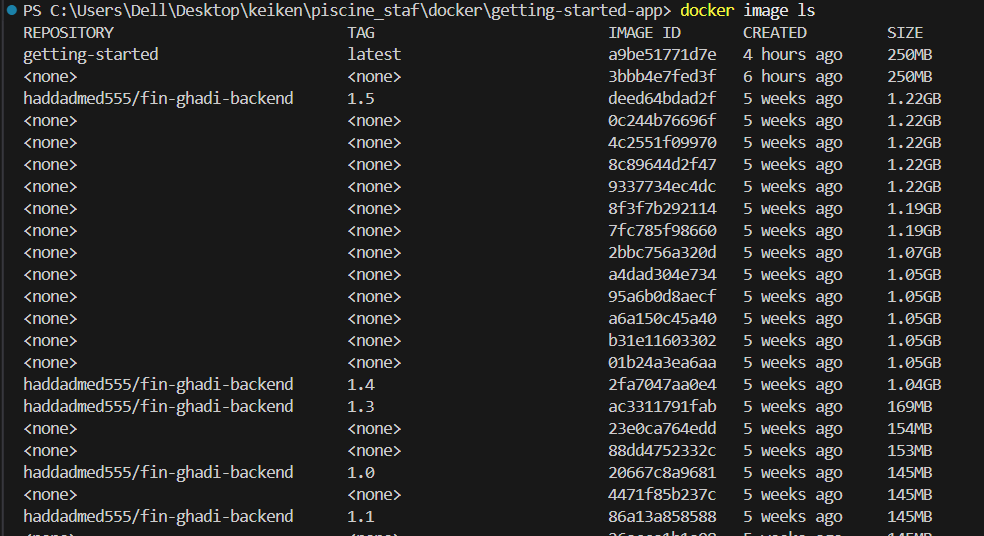 PS C:\Users\Dell\Desktop\keiken\piscine_staf\docker\getting-started-app> docker image ls
REPOSITORY TAG IMAGE ID CREATED SIZE
getting-started latest a9be51771d7e 4 hours ago 250MB
<none> <none> 3bbb4e7fed3f 6 hours ago 250MB
haddadmed555/fin-ghadi-backend 1.5 deed64bdad2f 5 weeks ago 1.22GB
<none> <none> 0c244b76696f 5 weeks ago 1.22GB
<none> <none> 4c2551f09970 5 weeks ago 1.22GB
<none> <none> 8c89644d2f47 5 weeks ago 1.22GB
<none> <none> 9337734ec4dc 5 weeks ago 1.22GB
<none> <none> 8f3f7b292114 5 weeks ago 1.19GB
<none> <none> 7fc785f98660 5 weeks ago 1.19GB
<none> <none> 2bbc756a320d 5 weeks ago 1.07GB
<none> <none> a4dad304e734 5 weeks ago 1.05GB
<none> <none> 95a6b0d8aecf 5 weeks ago 1.05GB
<none> <none> a6a150c45a40 5 weeks ago 1.05GB
<none> <none> b31e11603302 5 weeks ago 1.05GB
<none> <none> 01b24a3ea6aa 5 weeks ago 1.05GB
haddadmed555/fin-ghadi-backend 1.4 2fa7047aa0e4 5 weeks ago 1.04GB
haddadmed555/fin-ghadi-backend 1.3 ac3311791fab 5 weeks ago 169MB
<none> <none> 23e0ca764edd 5 weeks ago 154MB
<none> <none> 88dd4752332c 5 weeks ago 153MB
haddadmed555/fin-ghadi-backend 1.0 20667c8a9681 5 weeks ago 145MB
<none> <none> 4471f85b237c 5 weeks ago 145MB
haddadmed555/fin-ghadi-backend 1.1 86a13a858588 5 weeks ago 145MB